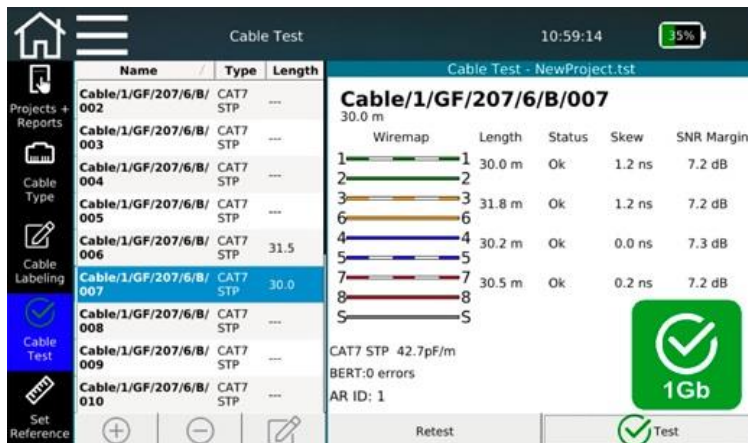 Cable Test 10:59:14 35%
Projects +
Reports
Cable
Type
Cable
Labeling
Cable
Test
Set
Reference
Name Type Length
Cable/1/GF/207/6/B/ CAT7
002 STP ---
Cable/1/GF/207/6/B/ CAT7
003 STP ---
Cable/1/GF/207/6/B/ CAT7
004 STP ---
Cable/1/GF/207/6/B/ CAT7
005 STP ---
Cable/1/GF/207/6/B/ CAT7
006 STP 31.5
Cable/1/GF/207/6/B/ CAT7
007 STP 30.0
Cable/1/GF/207/6/B/ CAT7
008 STP ---
Cable/1/GF/207/6/B/ CAT7
009 STP ---
Cable/1/GF/207/6/B/ CAT7
010 STP ---
Cable Test - NewProject.tst
Cable/1/GF/207/6/B/007
30.0 m
Wiremap Length Status Skew SNR Margin
1 1 30.0 m Ok 1.2 ns 7.2 dB
2 2
3 3 31.8 m Ok 1.2 ns 7.2 dB
6 6
4 4 30.2 m Ok 0.0 ns 7.3 dB
5 5
7 7 30.5 m Ok 0.2 ns 7.2 dB
8 8
S S
CAT7 STP 42.7pF/m
BERT:0 errors
AR ID: 1
1Gb
Retest Test